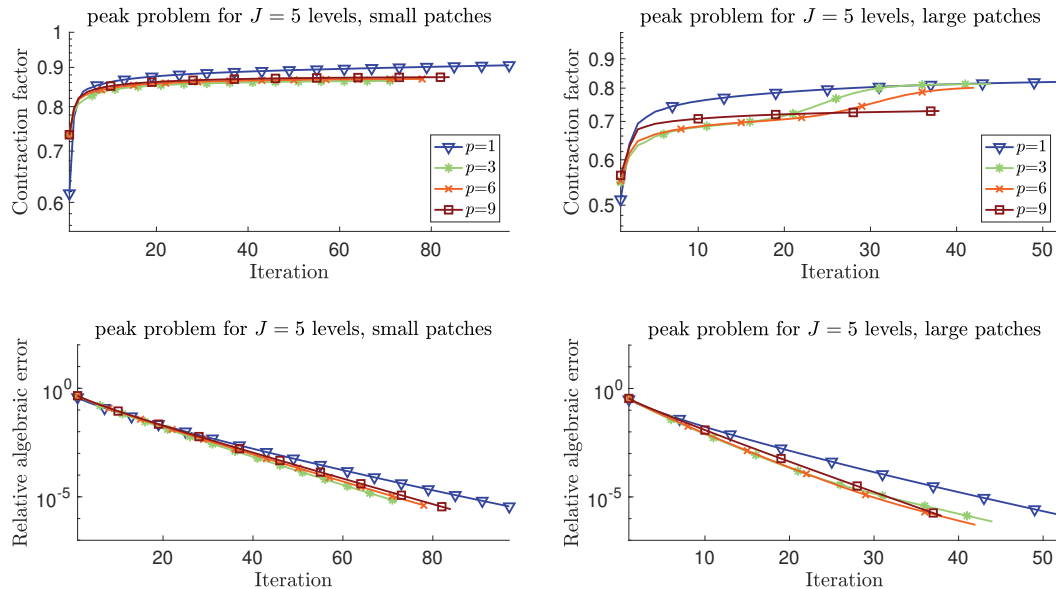 peak problem for J = 5 levels, small patches
Contraction factor
1
0.9
0.8
0.7
0.6
p=1
p=3
p=6
p=9
20
40
60
80
Iteration
peak problem for J = 5 levels, large patches
Contraction factor
0.9
0.8
0.7
0.6
0.5
p=1
p=3
p=6
p=9
10
20
30
40
50
Iteration
peak problem for J = 5 levels, small patches
Relative algebraic error
10^0
10^-5
20
40
60
80
Iteration
peak problem for J = 5 levels, large patches
Relative algebraic error
10^0
10^-5
10
20
30
40
50
Iteration